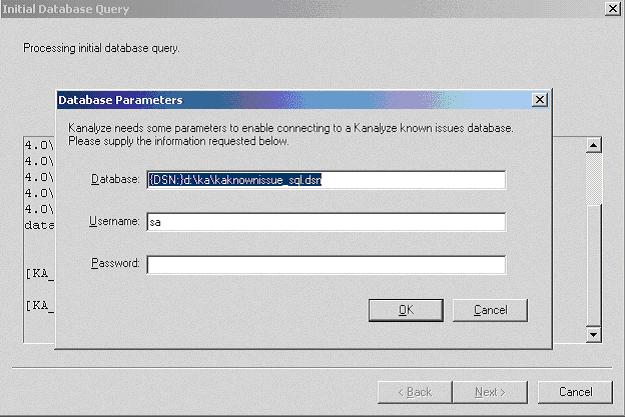 Initial Database Query
Processing initial database query.
Database Parameters
Kanalyze needs some parameters to enable connecting to a Kanalyze known issues database.
Please supply the information requested below.
Database: {DSN:}d:\ka\kaknownissue_sql.dsn
Username: sa
Password:
OK Cancel
4.0\
4.0\
4.0\
4.0\
4.0\
data
[KA_
[KA_
< Back Next > Cancel